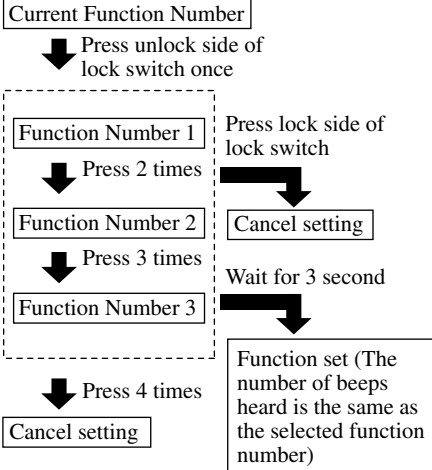 Current Function Number
Press unlock side of
lock switch once
Function Number 1
Press lock side of
lock switch
Press 2 times
Function Number 2
Cancel setting
Press 3 times
Wait for 3 second
Function Number 3
Function set (The
number of beeps
heard is the same as
the selected function
number)
Press 4 times
Cancel setting